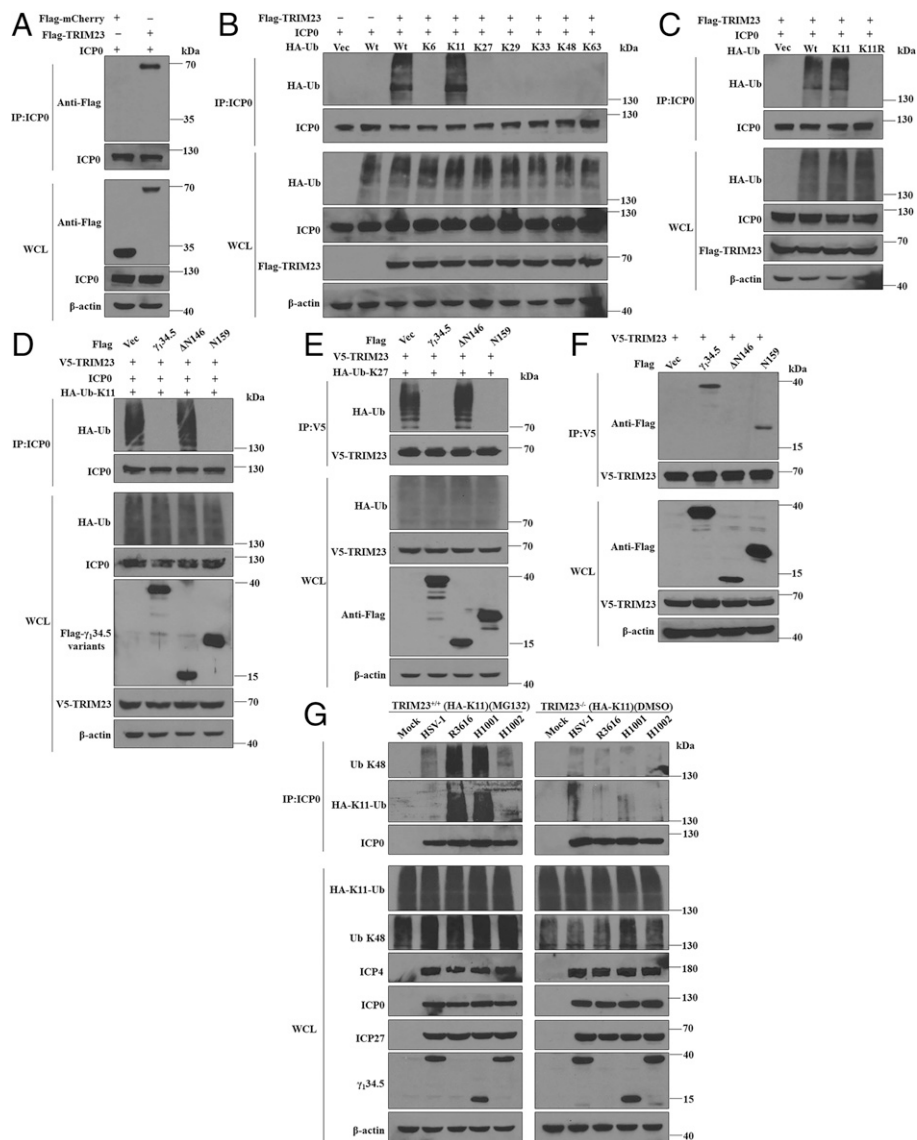 A
Flag-mCherry + −
Flag-TRIM23 − +
ICP0 + +
kDa
IP:ICP0
Anti-Flag
70
35
ICP0
130
WCL
Anti-Flag
70
35
ICP0
130
β-actin
40
B
Flag-TRIM23 − − + + + + + + + +
ICP0 + + + + + + + + + +
HA-Ub Vec Wt Wt K6 K11 K27 K29 K33 K48 K63
kDa
IP:ICP0
HA-Ub
130
ICP0
130
WCL
HA-Ub
130
ICP0
130
Flag-TRIM23
70
β-actin
40
C
Flag-TRIM23 + + + +
ICP0 + + + +
HA-Ub Vec Wt K11 K11R
kDa
IP:ICP0
HA-Ub
130
ICP0
130
WCL
HA-Ub
130
ICP0
130
Flag-TRIM23
70
β-actin
40
D
Flag Vec γ₁34.5 ΔN146 N159
V5-TRIM23 + + + +
ICP0 + + + +
HA-Ub-K11 + + + +
kDa
IP:ICP0
HA-Ub
130
ICP0
130
WCL
HA-Ub
130
ICP0
130
Flag-γ₁34.5
variants
40
15
V5-TRIM23
70
β-actin
40
E
Flag Vec γ₁34.5 ΔN146 N159
V5-TRIM23 + + + +
HA-Ub-K27 + + + +
kDa
IP:V5
HA-Ub
70
V5-TRIM23
70
WCL
HA-Ub
70
V5-TRIM23
70
Anti-Flag
40
15
β-actin
40
F
V5-TRIM23 + + + +
Flag Vec γ₁34.5 ΔN146 N159
kDa
IP:V5
Anti-Flag
40
15
V5-TRIM23
70
WCL
Anti-Flag
40
15
V5-TRIM23
70
β-actin
40
G
TRIM23⁺/⁺ (HA-K11)(MG132)
TRIM23⁻/⁻ (HA-K11)(DMSO)
Mock HSV-1 R3616 H1001 H1002
Mock HSV-1 R3616 H1001 H1002
kDa
IP:ICP0
Ub K48
130
HA-K11-Ub
130
ICP0
130
WCL
HA-K11-Ub
130
Ub K48
130
ICP4
180
ICP0
130
ICP27
70
γ₁34.5
40
15
β-actin
40